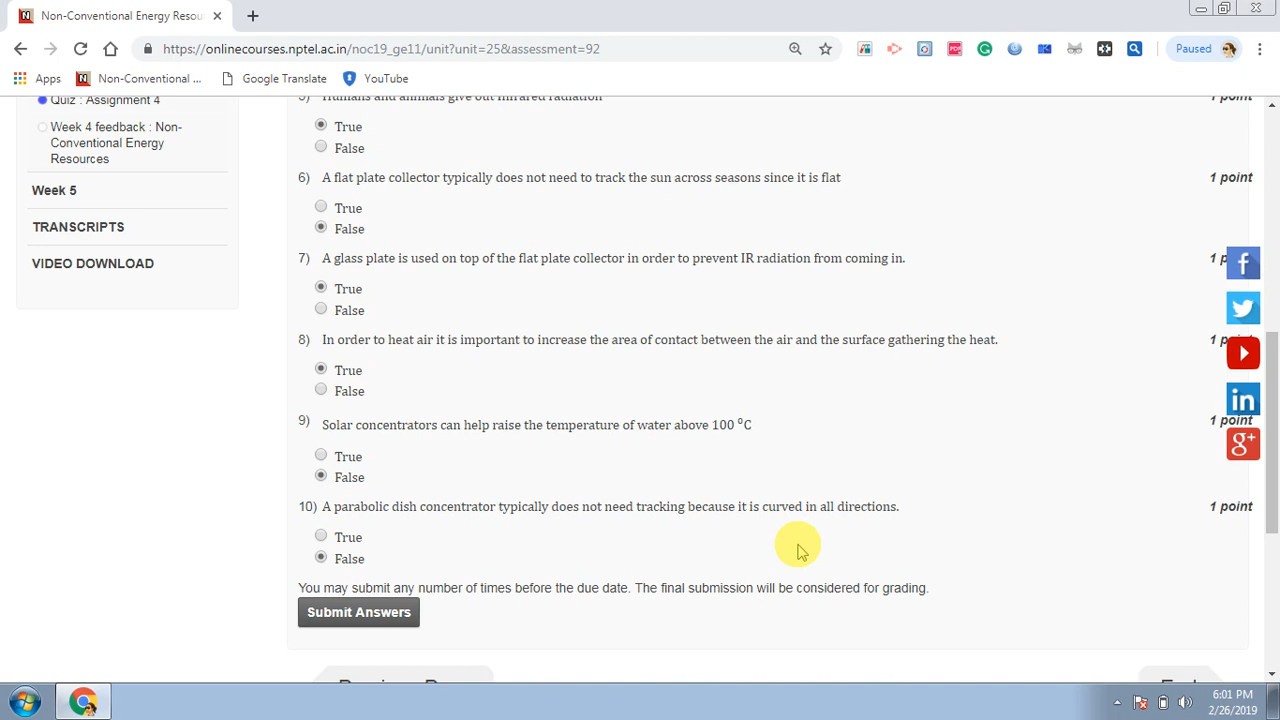 Non-Conventional Energy Resou
https://onlinecourses.nptel.ac.in/noc19_ge11/unit?unit=25&assessment=92
Paused
Apps
Non-Conventional ...
Google Translate
YouTube
Quiz : Assignment 4
Week 4 feedback : Non-
Conventional Energy
Resources
Week 5
TRANSCRIPTS
VIDEO DOWNLOAD
5) Humans and animals give out infrared radiation 1 point
True
False
6) A flat plate collector typically does not need to track the sun across seasons since it is flat 1 point
True
False
7) A glass plate is used on top of the flat plate collector in order to prevent IR radiation from coming in. 1 p
True
False
8) In order to heat air it is important to increase the area of contact between the air and the surface gathering the heat. 1 p
True
False
9) Solar concentrators can help raise the temperature of water above 100 ⁰C 1 point
True
False
10) A parabolic dish concentrator typically does not need tracking because it is curved in all directions. 1 point
True
False
You may submit any number of times before the due date. The final submission will be considered for grading.
Submit Answers
6:01 PM
2/26/2019